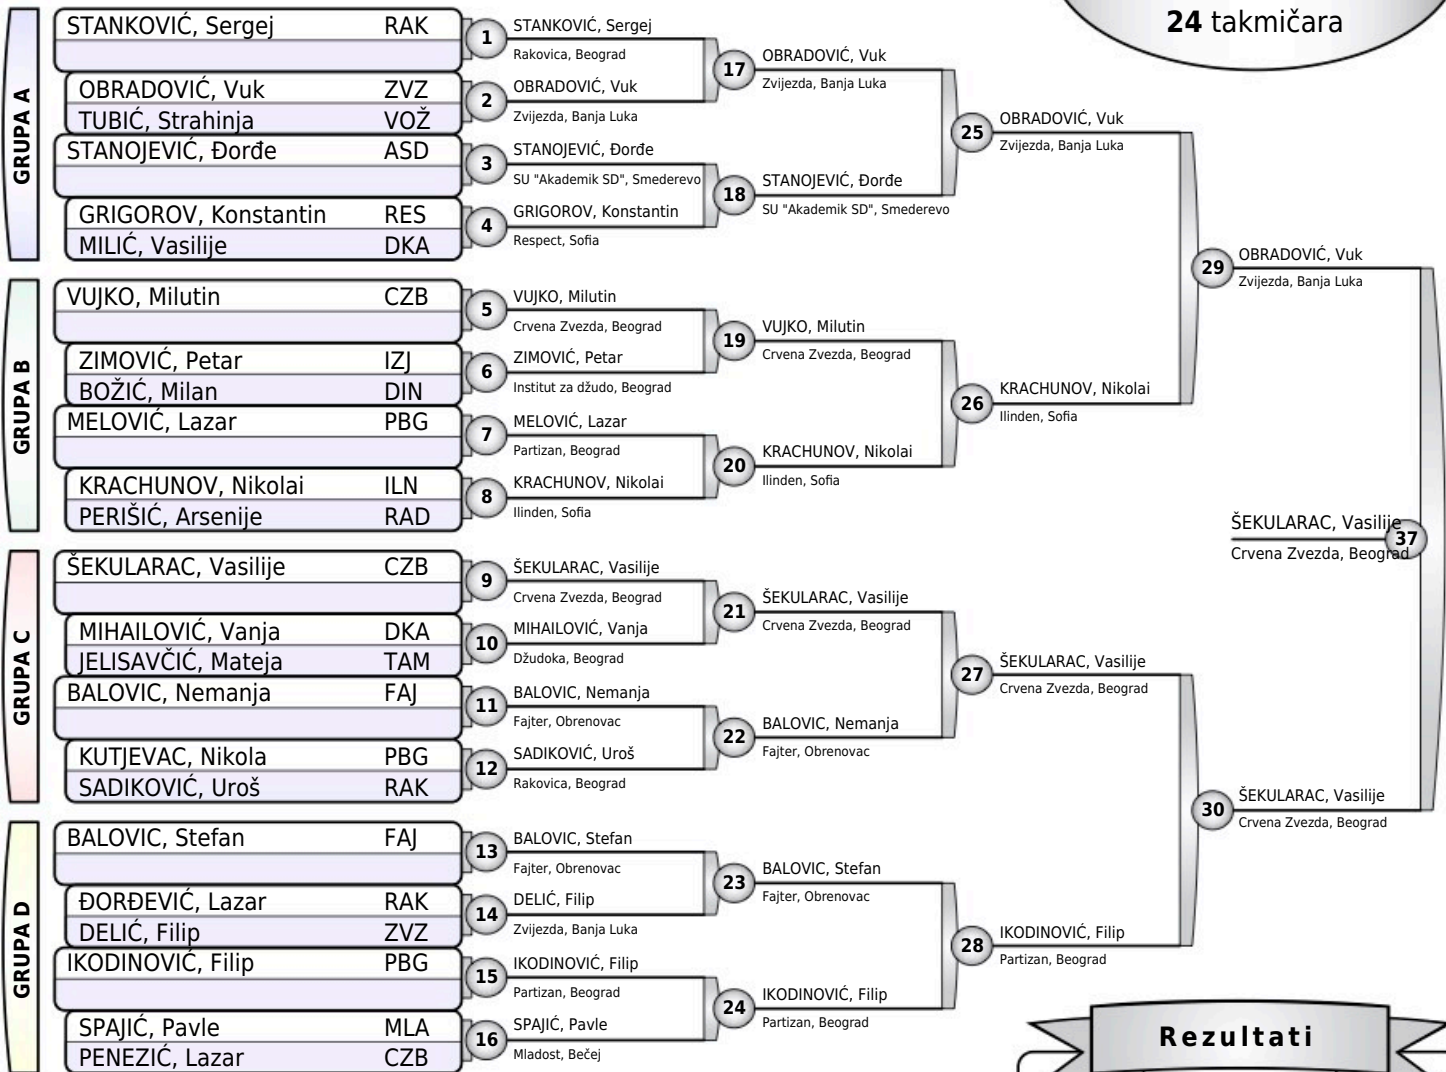 24 takmičara
GRUPA A
STANKOVIĆ, Sergej RAK
OBRADOVIĆ, Vuk ZVZ
TUBIĆ, Strahinja VOŽ
STANOJEVIĆ, Đorđe ASD
GRIGOROV, Konstantin RES
MILIĆ, Vasilije DKA
GRUPA B
VUJKO, Milutin CZB
ZIMOVIĆ, Petar IZJ
BOŽIĆ, Milan DIN
MELOVIĆ, Lazar PBG
KRACHUNOV, Nikolai ILN
PERIŠIĆ, Arsenije RAD
GRUPA C
ŠEKULARAC, Vasilije CZB
MIHAILOVIĆ, Vanja DKA
JELISAVČIĆ, Mateja TAM
BALOVIC, Nemanja FAJ
KUTJEVAC, Nikola PBG
SADIKOVIĆ, Uroš RAK
GRUPA D
BALOVIC, Stefan FAJ
ĐORĐEVIĆ, Lazar RAK
DELIĆ, Filip ZVZ
IKODINOVIĆ, Filip PBG
SPAJIĆ, Pavle MLA
PENEZIĆ, Lazar CZB
1
STANKOVIĆ, Sergej
Rakovica, Beograd
2
OBRADOVIĆ, Vuk
Zvijezda, Banja Luka
3
STANOJEVIĆ, Đorđe
SU "Akademik SD", Smederevo
4
GRIGOROV, Konstantin
Respect, Sofia
5
VUJKO, Milutin
Crvena Zvezda, Beograd
6
ZIMOVIĆ, Petar
Institut za džudo, Beograd
7
MELOVIĆ, Lazar
Partizan, Beograd
8
KRACHUNOV, Nikolai
Ilinden, Sofia
9
ŠEKULARAC, Vasilije
Crvena Zvezda, Beograd
10
MIHAILOVIĆ, Vanja
Džudoka, Beograd
11
BALOVIC, Nemanja
Fajter, Obrenovac
12
SADIKOVIĆ, Uroš
Rakovica, Beograd
13
BALOVIC, Stefan
Fajter, Obrenovac
14
DELIĆ, Filip
Zvijezda, Banja Luka
15
IKODINOVIĆ, Filip
Partizan, Beograd
16
SPAJIĆ, Pavle
Mladost, Bečej
17
OBRADOVIĆ, Vuk
Zvijezda, Banja Luka
18
STANOJEVIĆ, Đorđe
SU "Akademik SD", Smederevo
19
VUJKO, Milutin
Crvena Zvezda, Beograd
20
KRACHUNOV, Nikolai
Ilinden, Sofia
21
ŠEKULARAC, Vasilije
Crvena Zvezda, Beograd
22
BALOVIC, Nemanja
Fajter, Obrenovac
23
BALOVIC, Stefan
Fajter, Obrenovac
24
IKODINOVIĆ, Filip
Partizan, Beograd
25
OBRADOVIĆ, Vuk
Zvijezda, Banja Luka
26
KRACHUNOV, Nikolai
Ilinden, Sofia
27
ŠEKULARAC, Vasilije
Crvena Zvezda, Beograd
28
IKODINOVIĆ, Filip
Partizan, Beograd
29
OBRADOVIĆ, Vuk
Zvijezda, Banja Luka
30
ŠEKULARAC, Vasilije
Crvena Zvezda, Beograd
ŠEKULARAC, Vasilije
37
Crvena Zvezda, Beograd
Rezultati